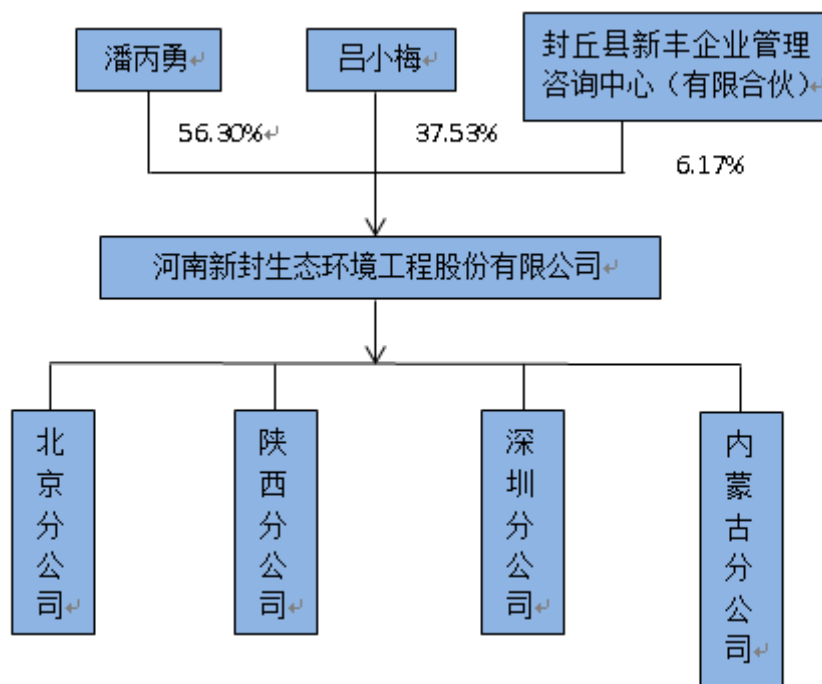 潘丙勇
吕小梅
封丘县新丰企业管理
咨询中心（有限合伙）
56.30%
37.53%
6.17%
河南新封生态环境工程股份有限公司
北京分公司
陕西分公司
深圳分公司
内蒙古分公司